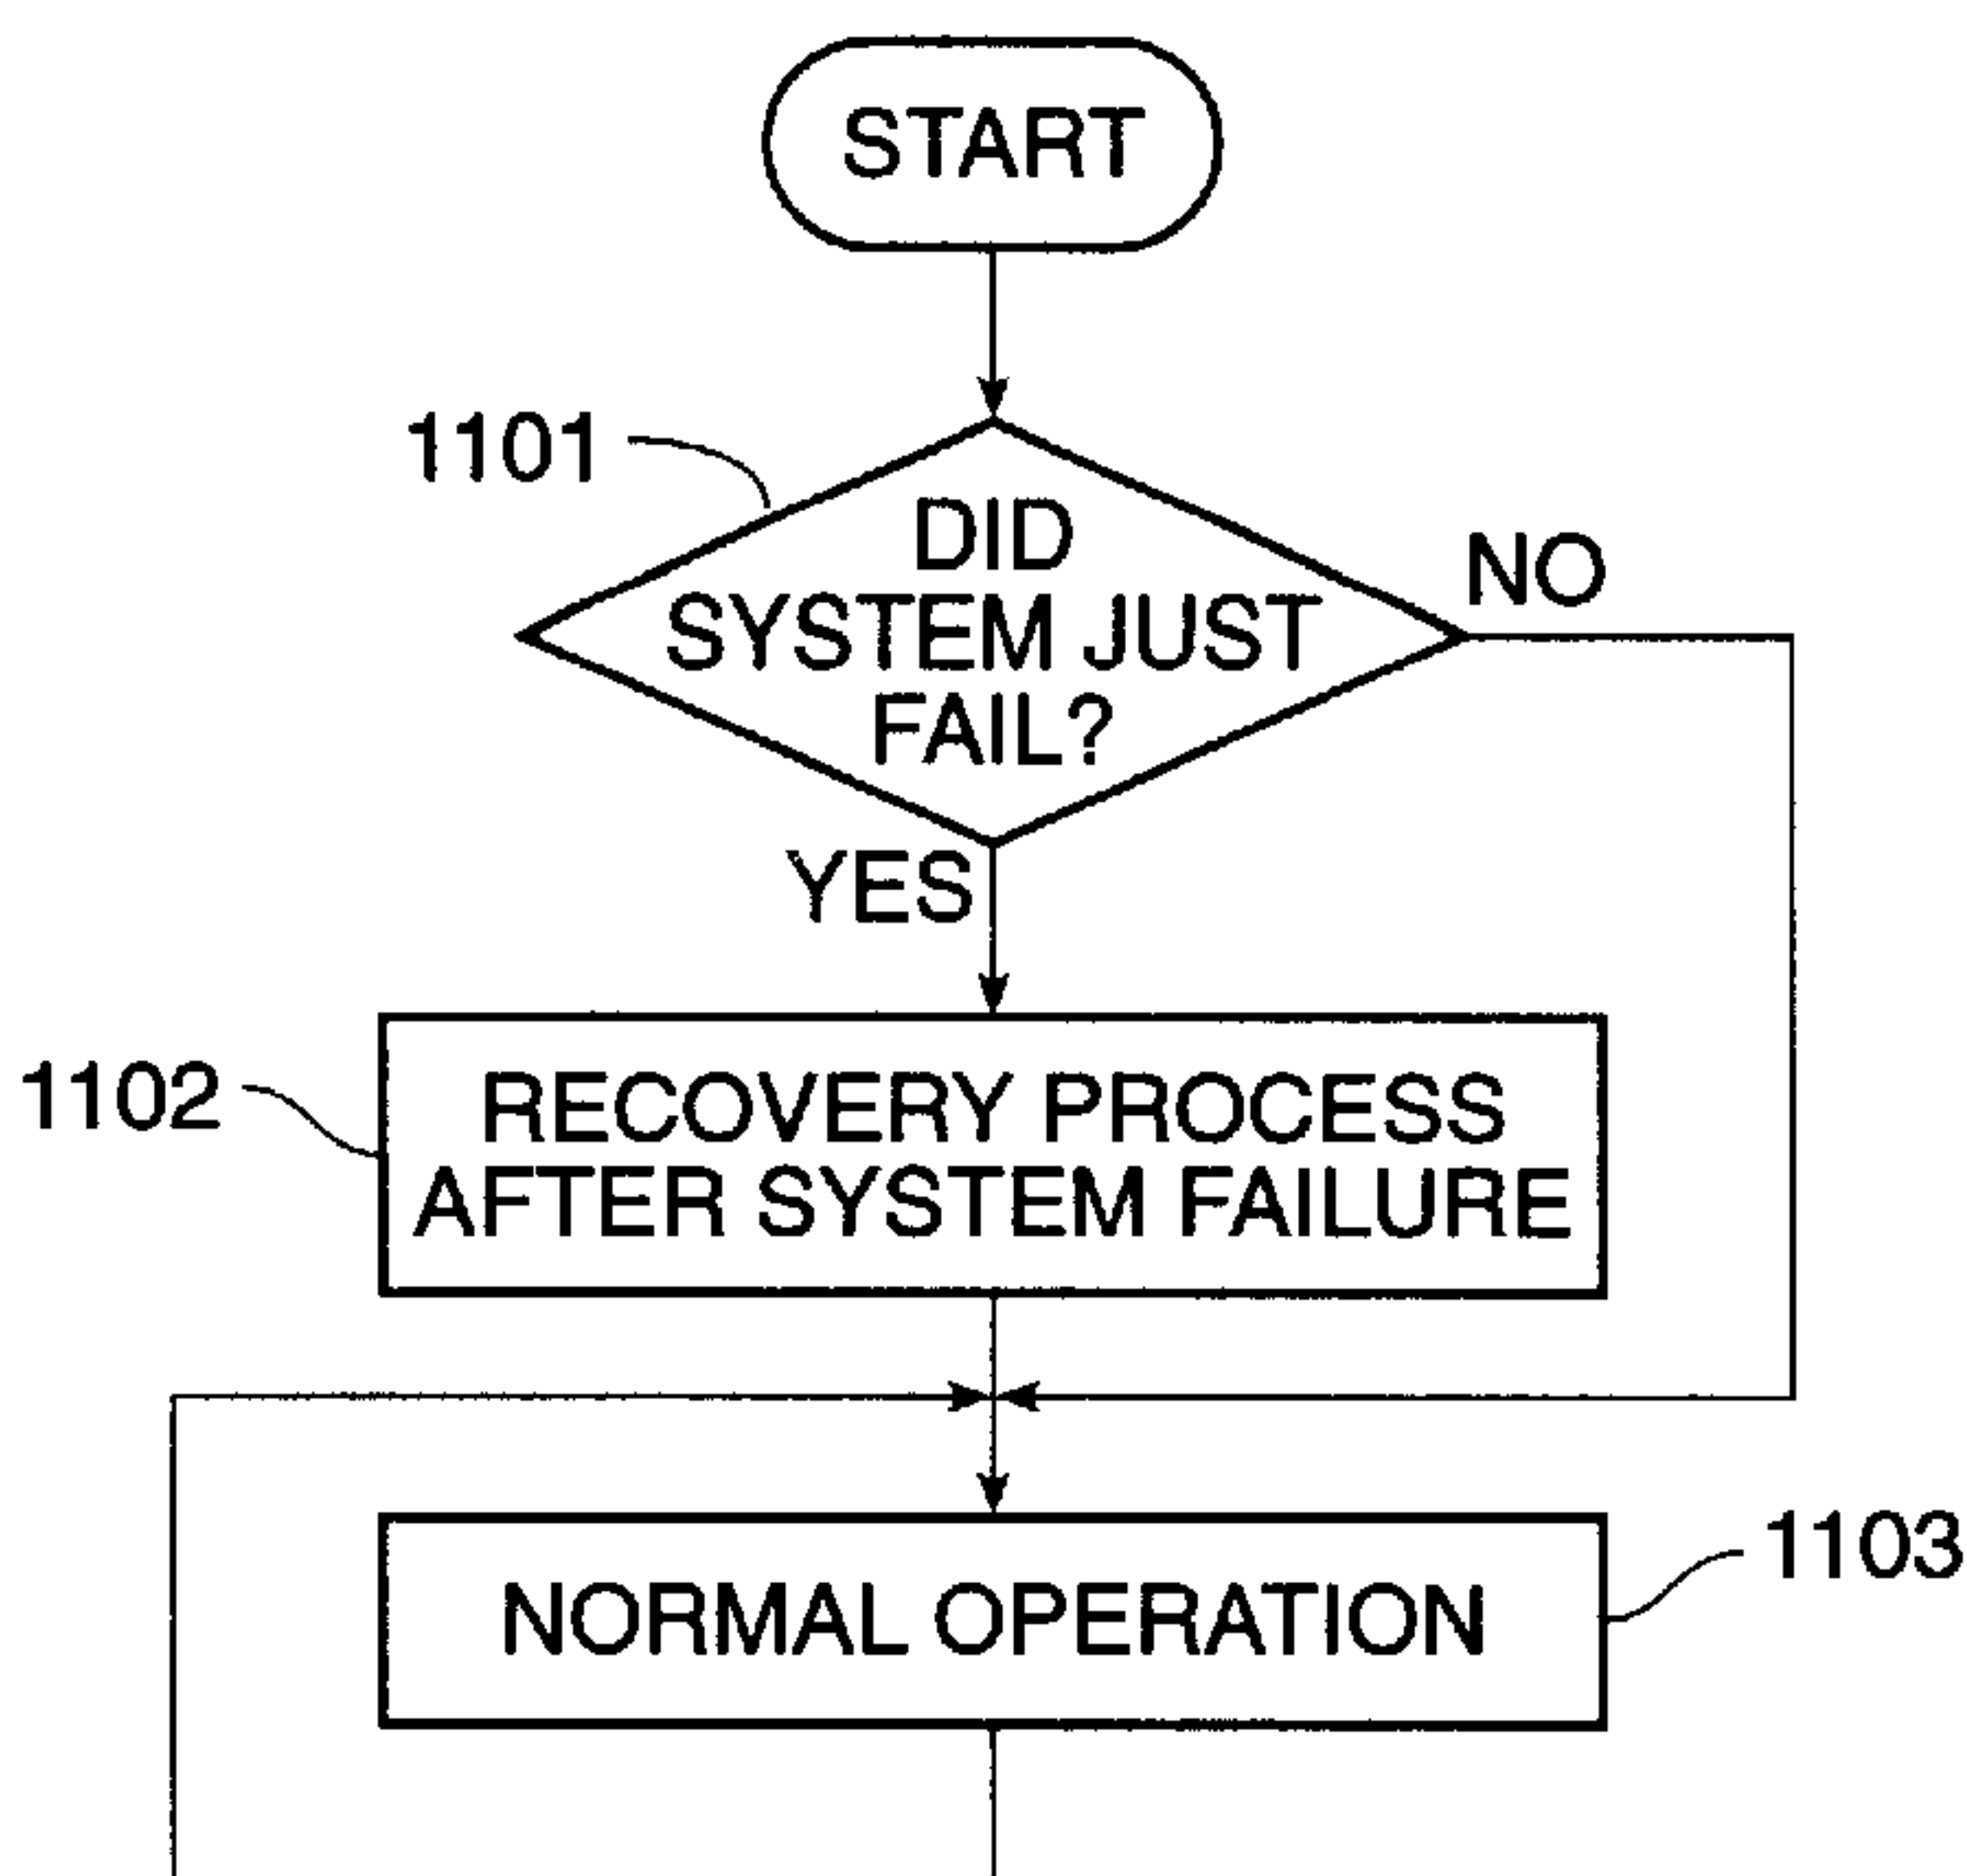 START
1101
DID
SYSTEM JUST
FAIL?
NO
YES
1102
RECOVERY PROCESS
AFTER SYSTEM FAILURE
1103
NORMAL OPERATION